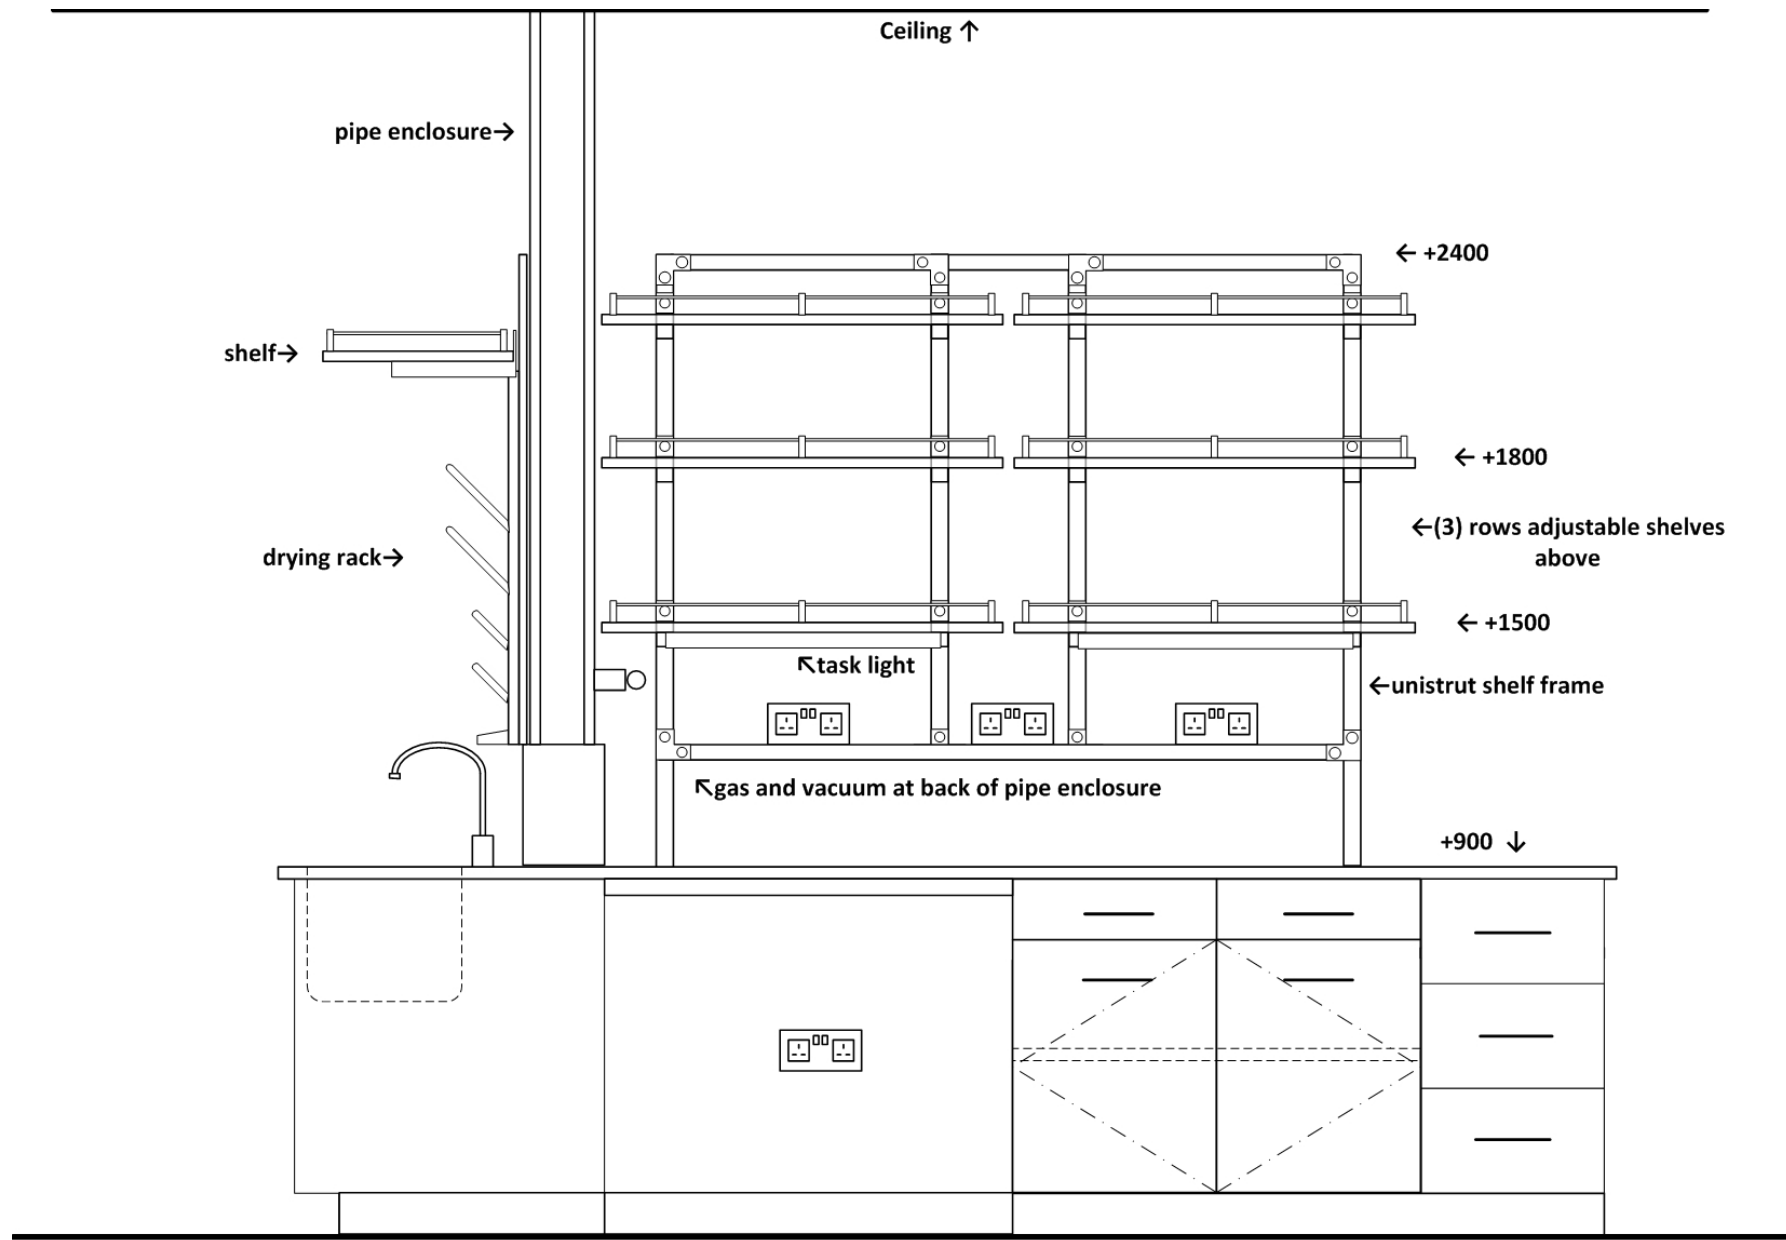 Ceiling ↑
pipe enclosure→
← +2400
shelf→
← +1800
←(3) rows adjustable shelves
above
drying rack→
← +1500
↖task light
←unistrut shelf frame
↖gas and vacuum at back of pipe enclosure
+900 ↓